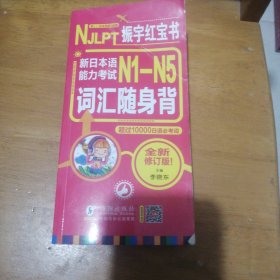 NJLPT 振宇红宝书
新日本语
能力考试
N1-N5
词汇随身背
超过10000日语必考词
全新
修订版!
主编
李晓东